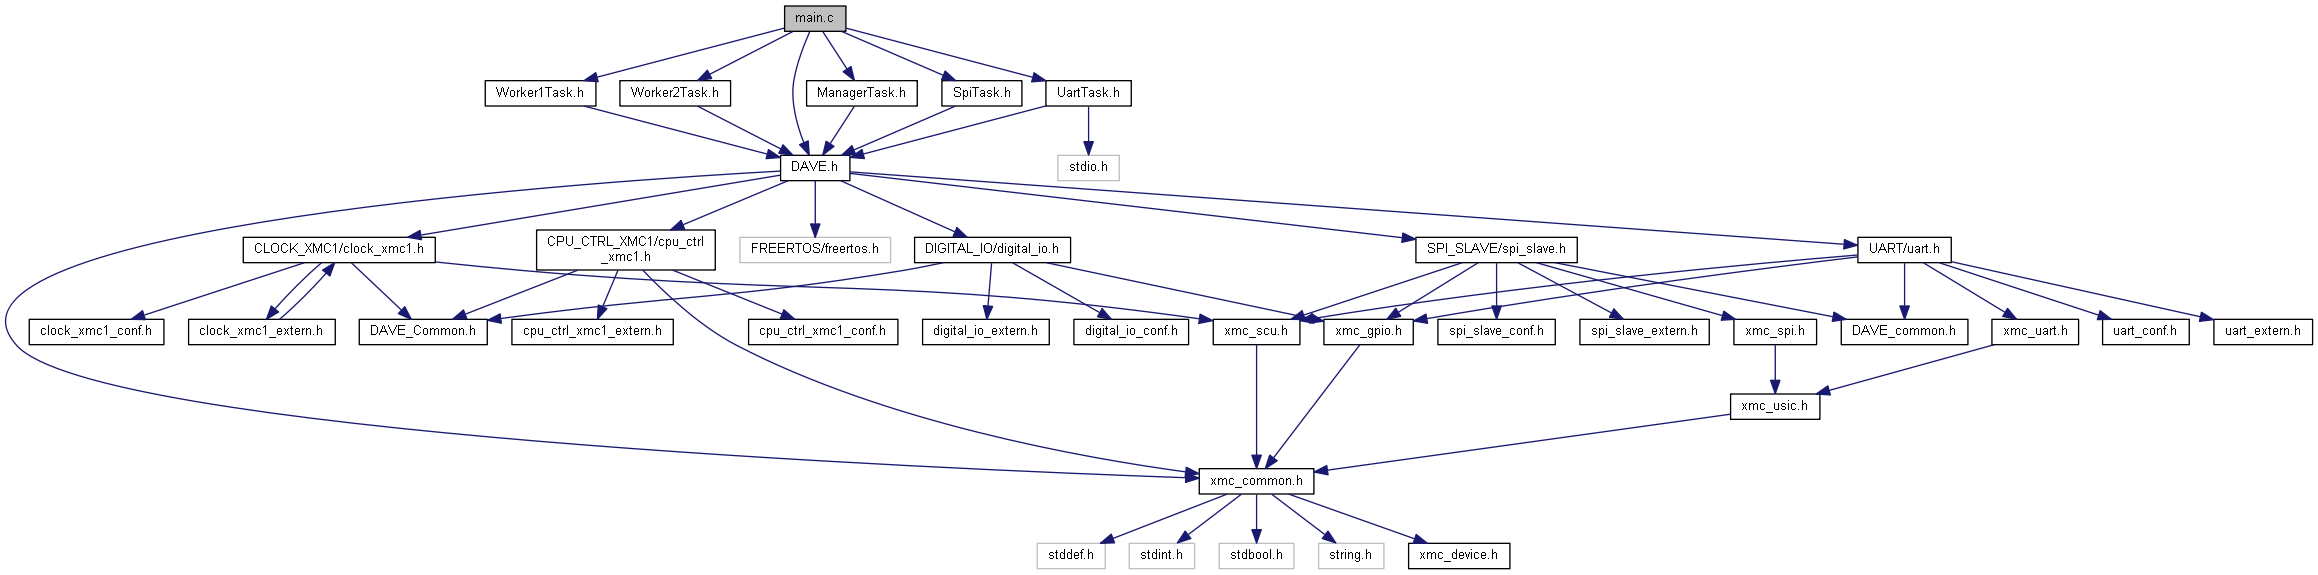 main.c
Worker1Task.h
Worker2Task.h
ManagerTask.h
SpiTask.h
UartTask.h
DAVE.h
stdio.h
CLOCK_XMC1/clock_xmc1.h
CPU_CTRL_XMC1/cpu_ctrl
_xmc1.h
FREERTOS/freertos.h
DIGITAL_IO/digital_io.h
SPI_SLAVE/spi_slave.h
UART/uart.h
clock_xmc1_conf.h
clock_xmc1_extern.h
DAVE_Common.h
cpu_ctrl_xmc1_extern.h
cpu_ctrl_xmc1_conf.h
digital_io_extern.h
digital_io_conf.h
xmc_scu.h
xmc_gpio.h
spi_slave_conf.h
spi_slave_extern.h
xmc_spi.h
DAVE_common.h
xmc_uart.h
uart_conf.h
uart_extern.h
xmc_usic.h
xmc_common.h
stddef.h
stdint.h
stdbool.h
string.h
xmc_device.h